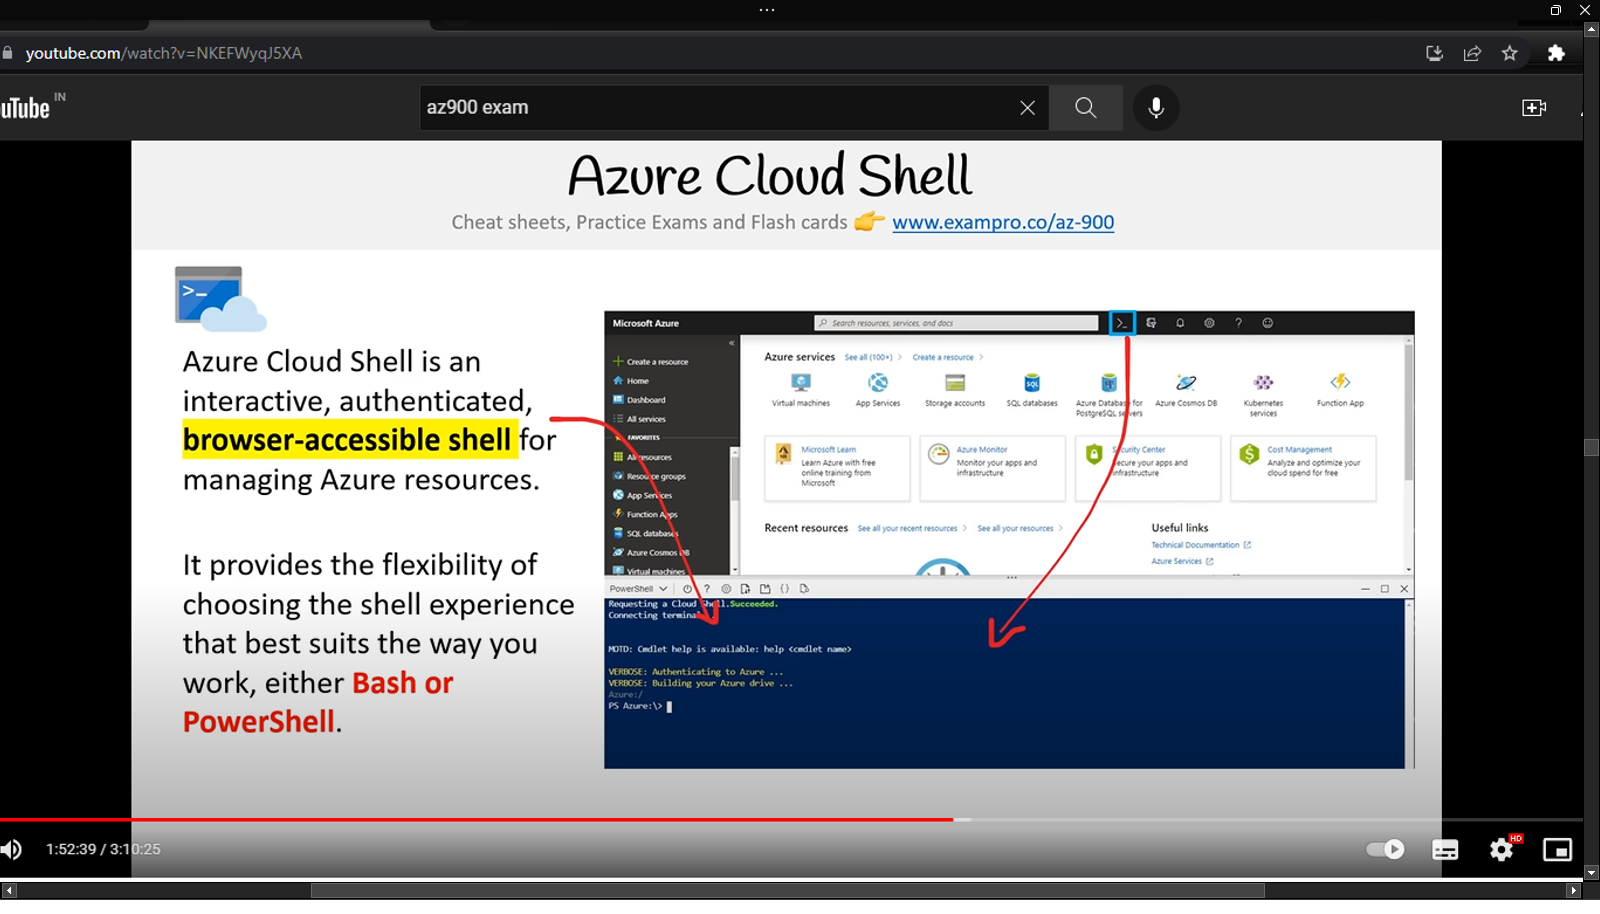 youtube.com/watch?v=NKEFWyqJ5XA
uTube IN
az900 exam
Azure Cloud Shell
Cheat sheets, Practice Exams and Flash cards 👉 www.exampro.co/az-900
Azure Cloud Shell is an
interactive, authenticated,
browser-accessible shell for
managing Azure resources.
It provides the flexibility of
choosing the shell experience
that best suits the way you
work, either Bash or
PowerShell.
Microsoft Azure
Search resources, services, and docs
Create a resource
Home
Dashboard
All services
FAVORITES
All resources
Resource groups
App Services
Function Apps
SQL databases
Azure Cosmos DB
Virtual machines
Azure services See all (100+) Create a resource
Virtual machines
App Services
Storage accounts
SQL databases
Azure Database for
PostgreSQL servers
Azure Cosmos DB
Kubernetes
services
Function App
Microsoft Learn
Learn Azure with free
online training from
Microsoft
Azure Monitor
Monitor your apps and
infrastructure
Security Center
Secure your apps and
infrastructure
Cost Management
Analyze and optimize your
cloud spend for free
Recent resources See all your recent resources See all your resources
Useful links
Technical Documentation
Azure Services
PowerShell
Requesting a Cloud Shell.Succeeded.
Connecting terminal
MOTD: Cmdlet help is available: help <cmdlet name>
VERBOSE: Authenticating to Azure ...
VERBOSE: Building your Azure drive ...
Azure:/
PS Azure:\>
1:52:39 / 3:10:25
HD